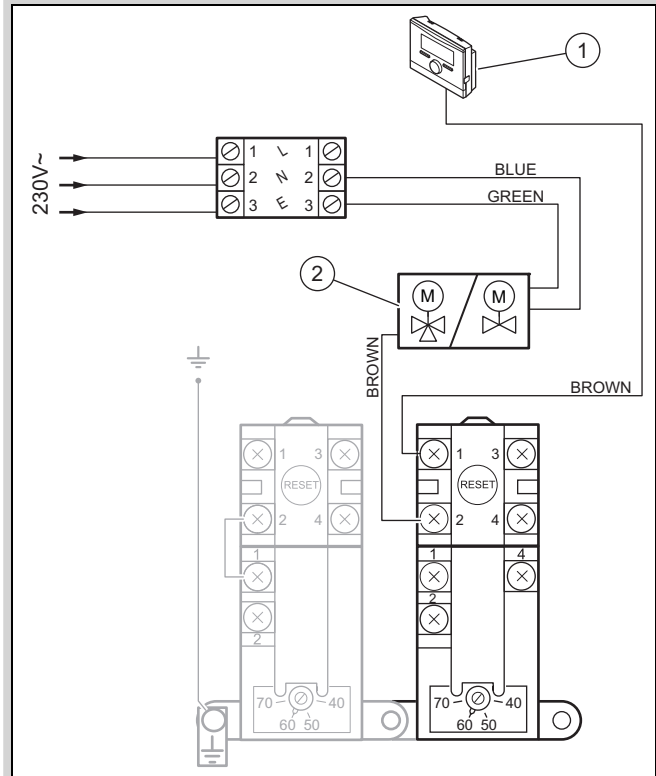 1
230V~
1 L 1
2 N 2
3 E 3
BLUE
GREEN
2
M M
BROWN
BROWN
1 3
RESET
2 4
1
2
70 40
60 50
1 3
RESET
2 4
1 4
2
70 40
60 50